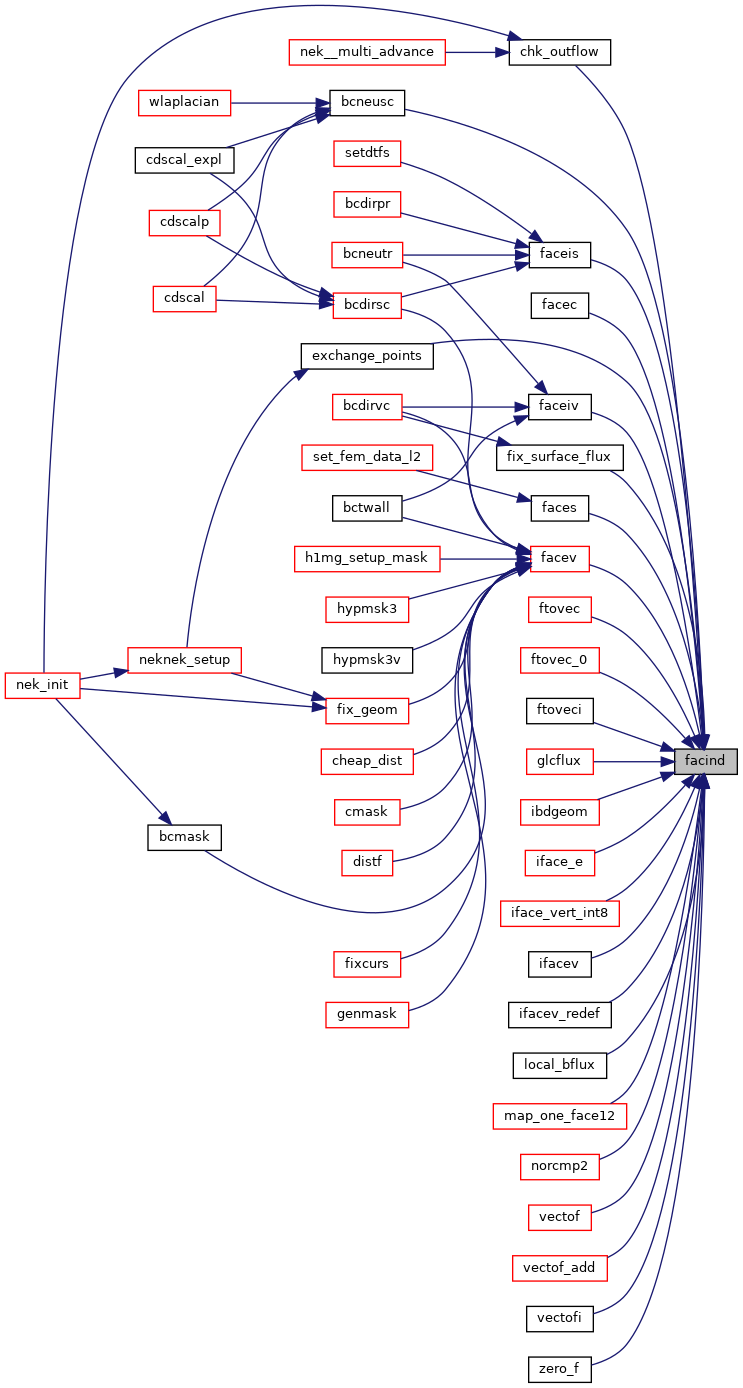 chk_outflow
nek__multi_advance
wlaplacian
bcneusc
cdscal_expl
setdtfs
bcdirpr
cdscalp
bcneutr
faceis
cdscal
bcdirsc
facec
exchange_points
bcdirvc
faceiv
set_fem_data_l2
fix_surface_flux
bctwall
faces
h1mg_setup_mask
facev
hypmsk3
ftovec
hypmsk3v
ftovec_0
nek_init
neknek_setup
fix_geom
ftoveci
cheap_dist
glcflux
facind
cmask
ibdgeom
bcmask
distf
iface_e
iface_vert_int8
fixcurs
ifacev
genmask
ifacev_redef
local_bflux
map_one_face12
norcmp2
vectof
vectof_add
vectofi
zero_f